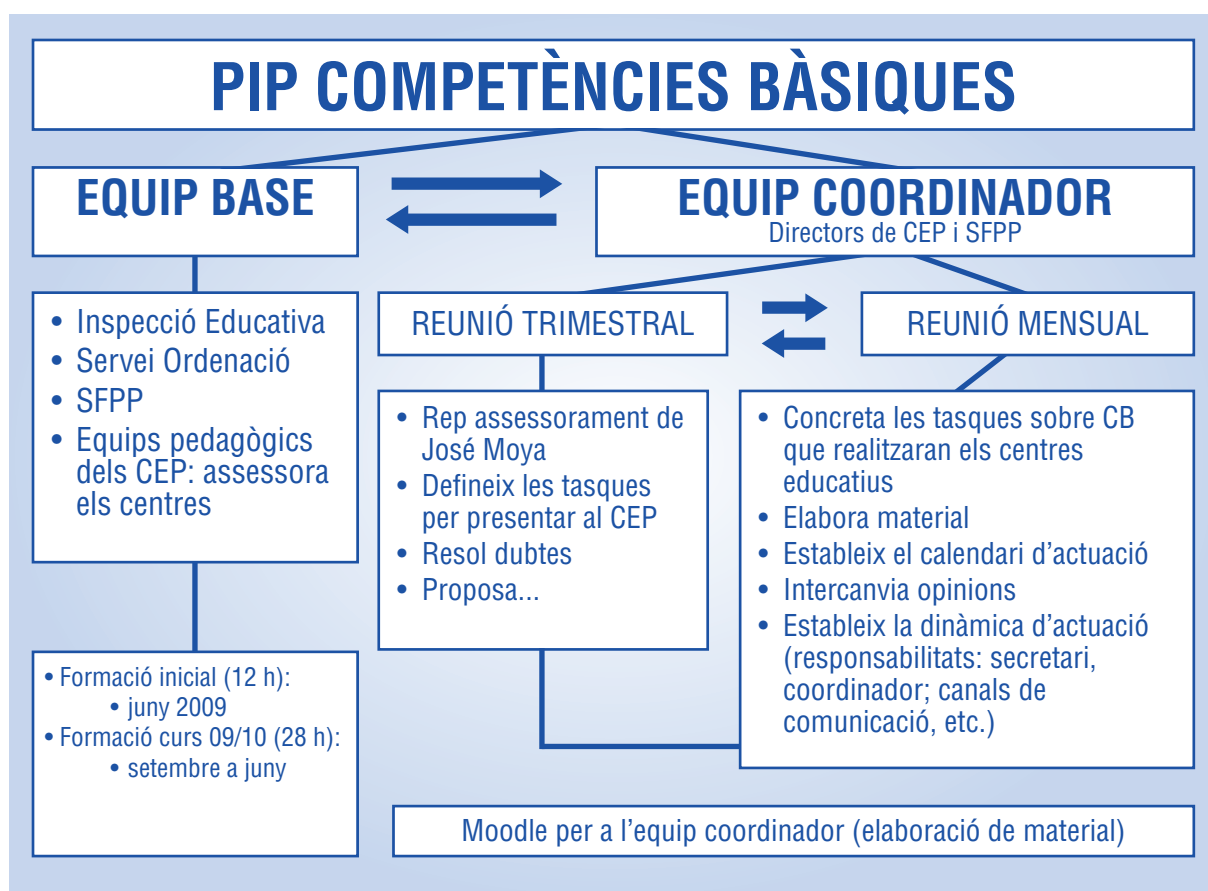 PIP COMPETÈNCIES BÀSIQUES
EQUIP BASE
EQUIP COORDINADOR
Directors de CEP i SFPP
• Inspecció Educativa
• Servei Ordenació
• SFPP
• Equips pedagògics
dels CEP: assessora
els centres
• Formació inicial (12 h):
• juny 2009
• Formació curs 09/10 (28 h):
• setembre a juny
REUNIÓ TRIMESTRAL
• Rep assessorament de
José Moya
• Defineix les tasques
per presentar al CEP
• Resol dubtes
• Proposa...
REUNIÓ MENSUAL
• Concreta les tasques sobre CB
que realitzaran els centres
educatius
• Elabora material
• Estableix el calendari d’actuació
• Intercanvia opinions
• Estableix la dinàmica d’actuació
(responsabilitats: secretari,
coordinador; canals de
comunicació, etc.)
Moodle per a l’equip coordinador (elaboració de material)